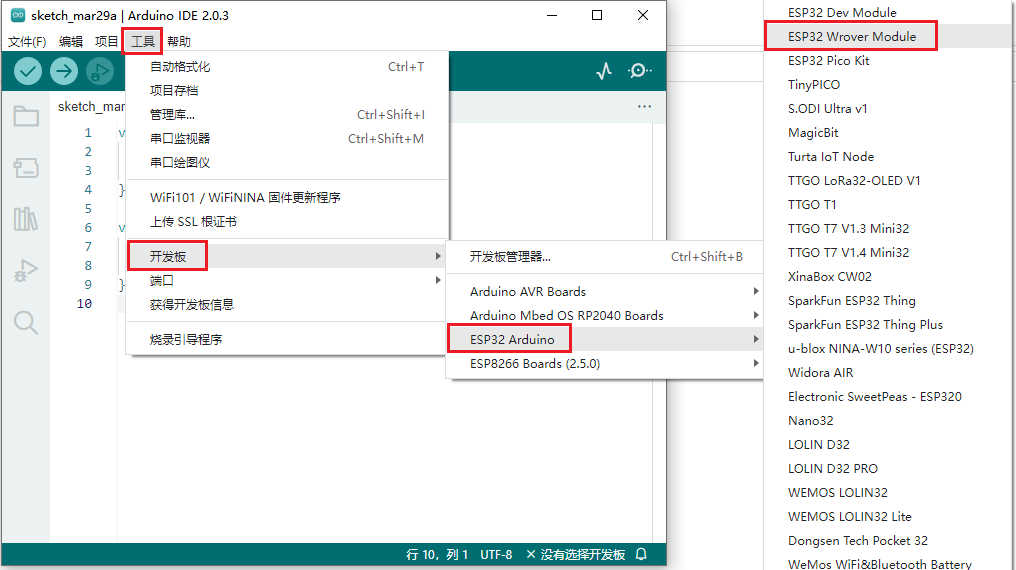 sketch_mar29a | Arduino IDE 2.0.3
文件(F) 编辑 项目 工具 帮助
sketch_mar
1 v
2
3
4 }
5
6 v
7
8
9 }
10
自动格式化 Ctrl+T
项目存档
管理库... Ctrl+Shift+I
串口监视器 Ctrl+Shift+M
串口绘图仪
WiFi101 / WiFiNINA 固件更新程序
上传 SSL 根证书
开发板
端口
获得开发板信息
烧录引导程序
开发板管理器... Ctrl+Shift+B
Arduino AVR Boards
Arduino Mbed OS RP2040 Boards
ESP32 Arduino
ESP8266 Boards (2.5.0)
ESP32 Dev Module
ESP32 Wrover Module
ESP32 Pico Kit
TinyPICO
S.ODI Ultra v1
MagicBit
Turta IoT Node
TTGO LoRa32-OLED V1
TTGO T1
TTGO T7 V1.3 Mini32
TTGO T7 V1.4 Mini32
XinaBox CW02
SparkFun ESP32 Thing
SparkFun ESP32 Thing Plus
u-blox NINA-W10 series (ESP32)
Widora AIR
Electronic SweetPeas - ESP320
Nano32
LOLIN D32
LOLIN D32 PRO
WEMOS LOLIN32
WEMOS LOLIN32 Lite
Dongsen Tech Pocket 32
WeMos WiFi&Bluetooth Battery
行 10，列 1 UTF-8 ✕ 没有选择开发板